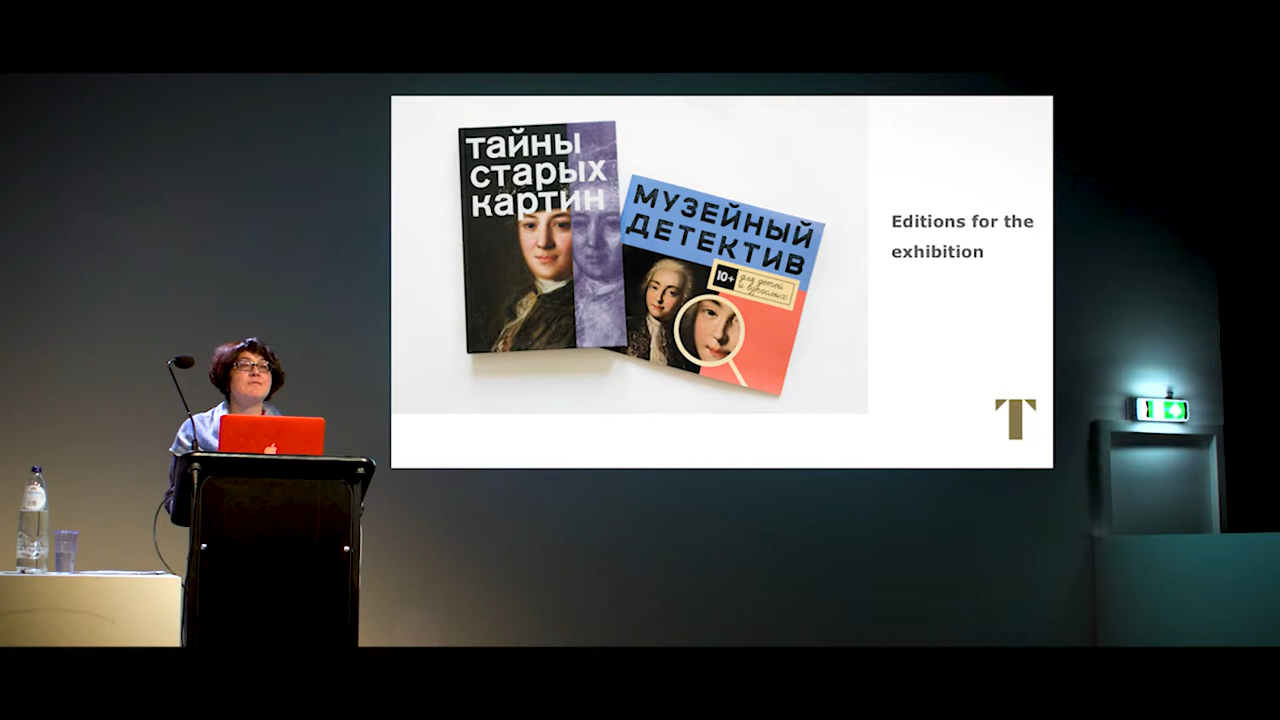 тайны
старых
картин
МУЗЕЙНЫЙ
ДЕТЕКТИВ
10+
для детей
и взрослых
Editions for the
exhibition
T